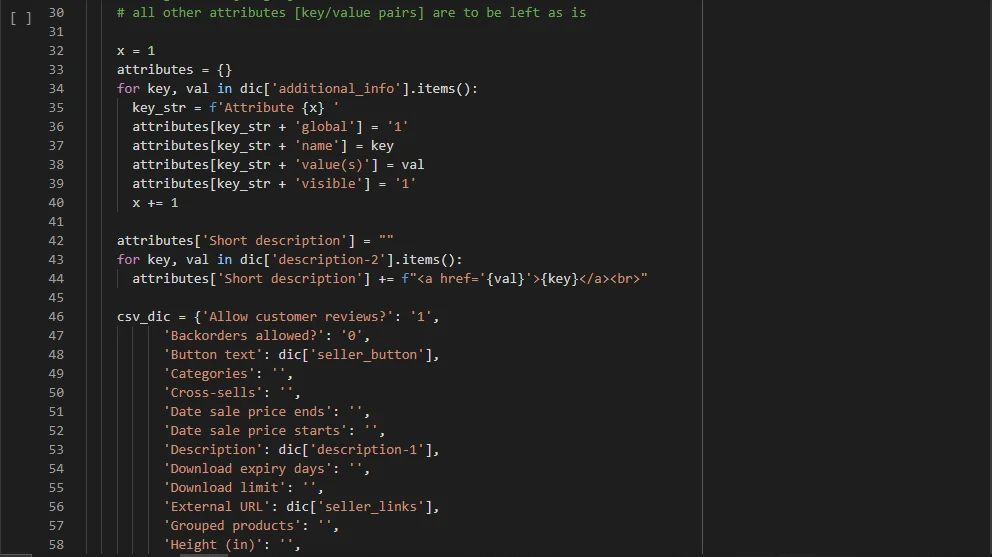 [ ]
30 # all other attributes [key/value pairs] are to be left as is
31
32 x = 1
33 attributes = {}
34 for key, val in dic['additional_info'].items():
35 key_str = f'Attribute {x} '
36 attributes[key_str + 'global'] = '1'
37 attributes[key_str + 'name'] = key
38 attributes[key_str + 'value(s)'] = val
39 attributes[key_str + 'visible'] = '1'
40 x += 1
41
42 attributes['Short description'] = ""
43 for key, val in dic['description-2'].items():
44 attributes['Short description'] += f"<a href='{val}'>{key}</a><br>"
45
46 csv_dic = {'Allow customer reviews?': '1',
47 'Backorders allowed?': '0',
48 'Button text': dic['seller_button'],
49 'Categories': '',
50 'Cross-sells': '',
51 'Date sale price ends': '',
52 'Date sale price starts': '',
53 'Description': dic['description-1'],
54 'Download expiry days': '',
55 'Download limit': '',
56 'External URL': dic['seller_links'],
57 'Grouped products': '',
58 'Height (in)': '',